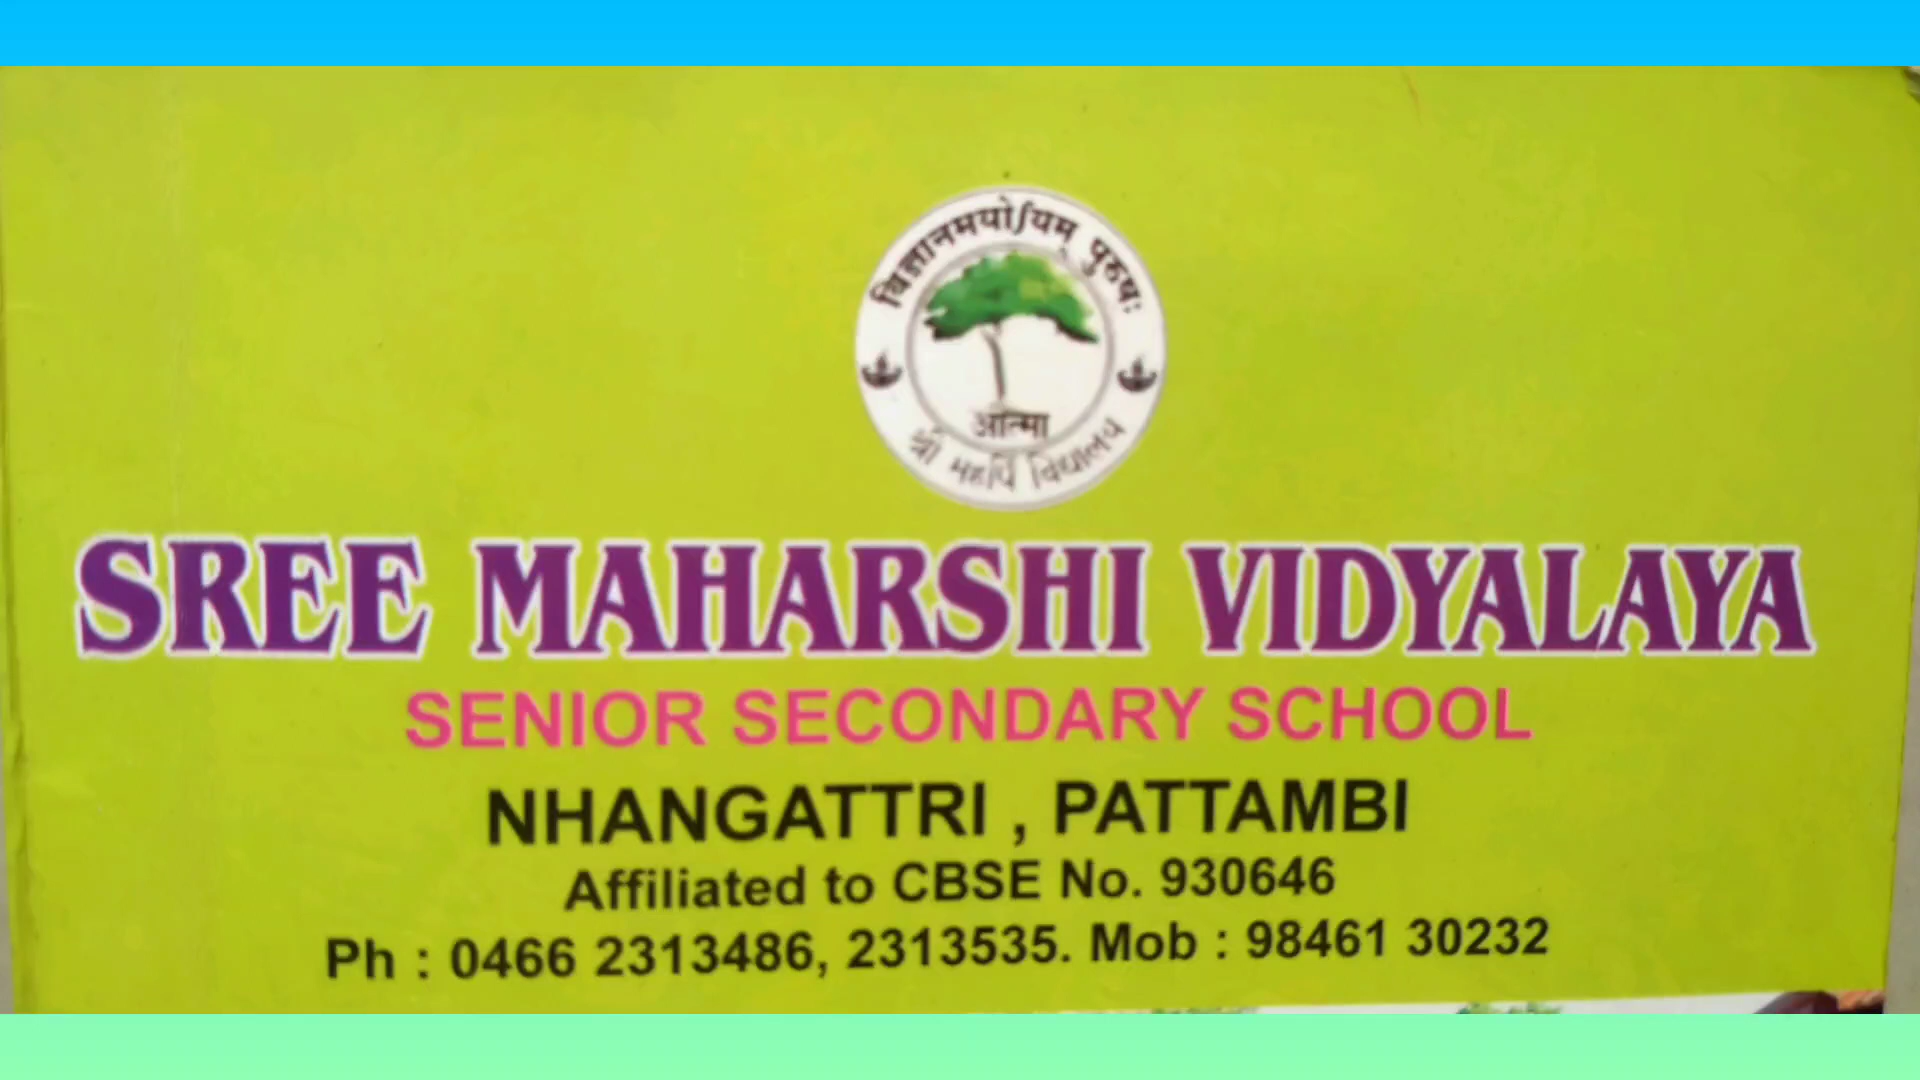 विज्ञानमयोऽयम् पुरुषः
आत्मा
श्री महर्षि विद्यालय
SREE MAHARSHI VIDYALAYA
SENIOR SECONDARY SCHOOL
NHANGATTRI , PATTAMBI
Affiliated to CBSE No. 930646
Ph : 0466 2313486, 2313535. Mob : 98461 30232